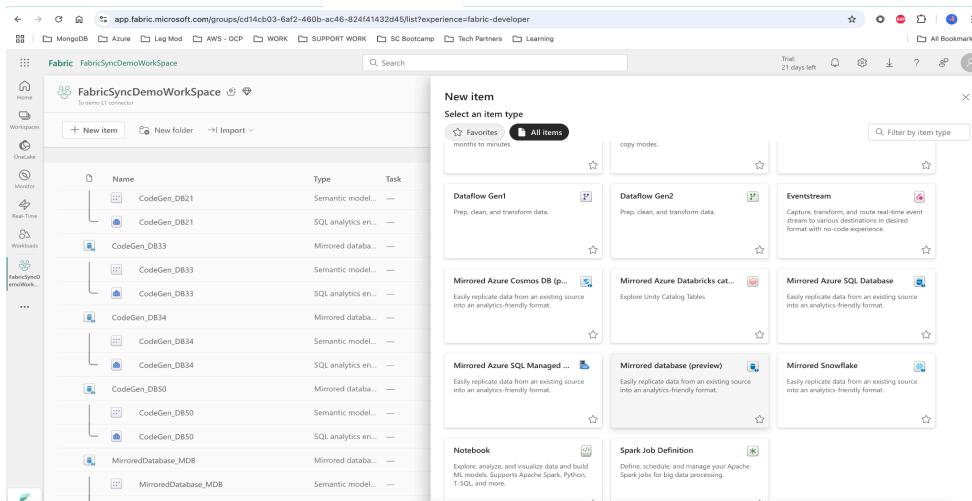 app.fabric.microsoft.com/groups/cd14cb03-6af2-460b-ac46-824f41432d45/list?experience=fabric-developer
MongoDB Azure Leg Mod AWS - GCP WORK SUPPORT WORK SC Bootcamp Tech Partners Learning All Bookmark
Fabric FabricSyncDemoWorkSpace
Search
Trial:
21 days left
Home
Workspaces
OneLake
Monitor
Real-Time
Workloads
FabricSyncD
emoWork...
FabricSyncDemoWorkSpace
To demo L1 connector
+ New item New folder Import
Name Type Task
CodeGen_DB21 Semantic model... —
CodeGen_DB21 SQL analytics en... —
CodeGen_DB33 Mirrored databa... —
CodeGen_DB33 Semantic model... —
CodeGen_DB33 SQL analytics en... —
CodeGen_DB34 Mirrored databa... —
CodeGen_DB34 Semantic model... —
CodeGen_DB34 SQL analytics en... —
CodeGen_DB50 Mirrored databa... —
CodeGen_DB50 Semantic model... —
CodeGen_DB50 SQL analytics en... —
MirroredDatabase_MDB Mirrored databa... —
MirroredDatabase_MDB Semantic model... —
New item
Select an item type
Favorites All items
Filter by item type
months to minutes.
copy modes.
Dataflow Gen1
Prep, clean, and transform data.
Dataflow Gen2
Prep, clean, and transform data.
Eventstream
Capture, transform, and route real-time event
stream to various destinations in desired
format with no-code experience.
Mirrored Azure Cosmos DB (p...
Easily replicate data from an existing source
into an analytics-friendly format.
Mirrored Azure Databricks cat...
Explore Unity Catalog Tables
Mirrored Azure SQL Database
Easily replicate data from an existing source
into an analytics-friendly format.
Mirrored Azure SQL Managed ...
Easily replicate data from an existing source
into an analytics-friendly format.
Mirrored database (preview)
Easily replicate data from an existing source
into an analytics-friendly format.
Mirrored Snowflake
Easily replicate data from an existing source
into an analytics-friendly format.
Notebook
Explore, analyze, and visualize data and build
ML models. Supports Apache Spark, Python,
T-SQL, and more.
Spark Job Definition
Define, schedule, and manage your Apache
Spark jobs for big data processing.